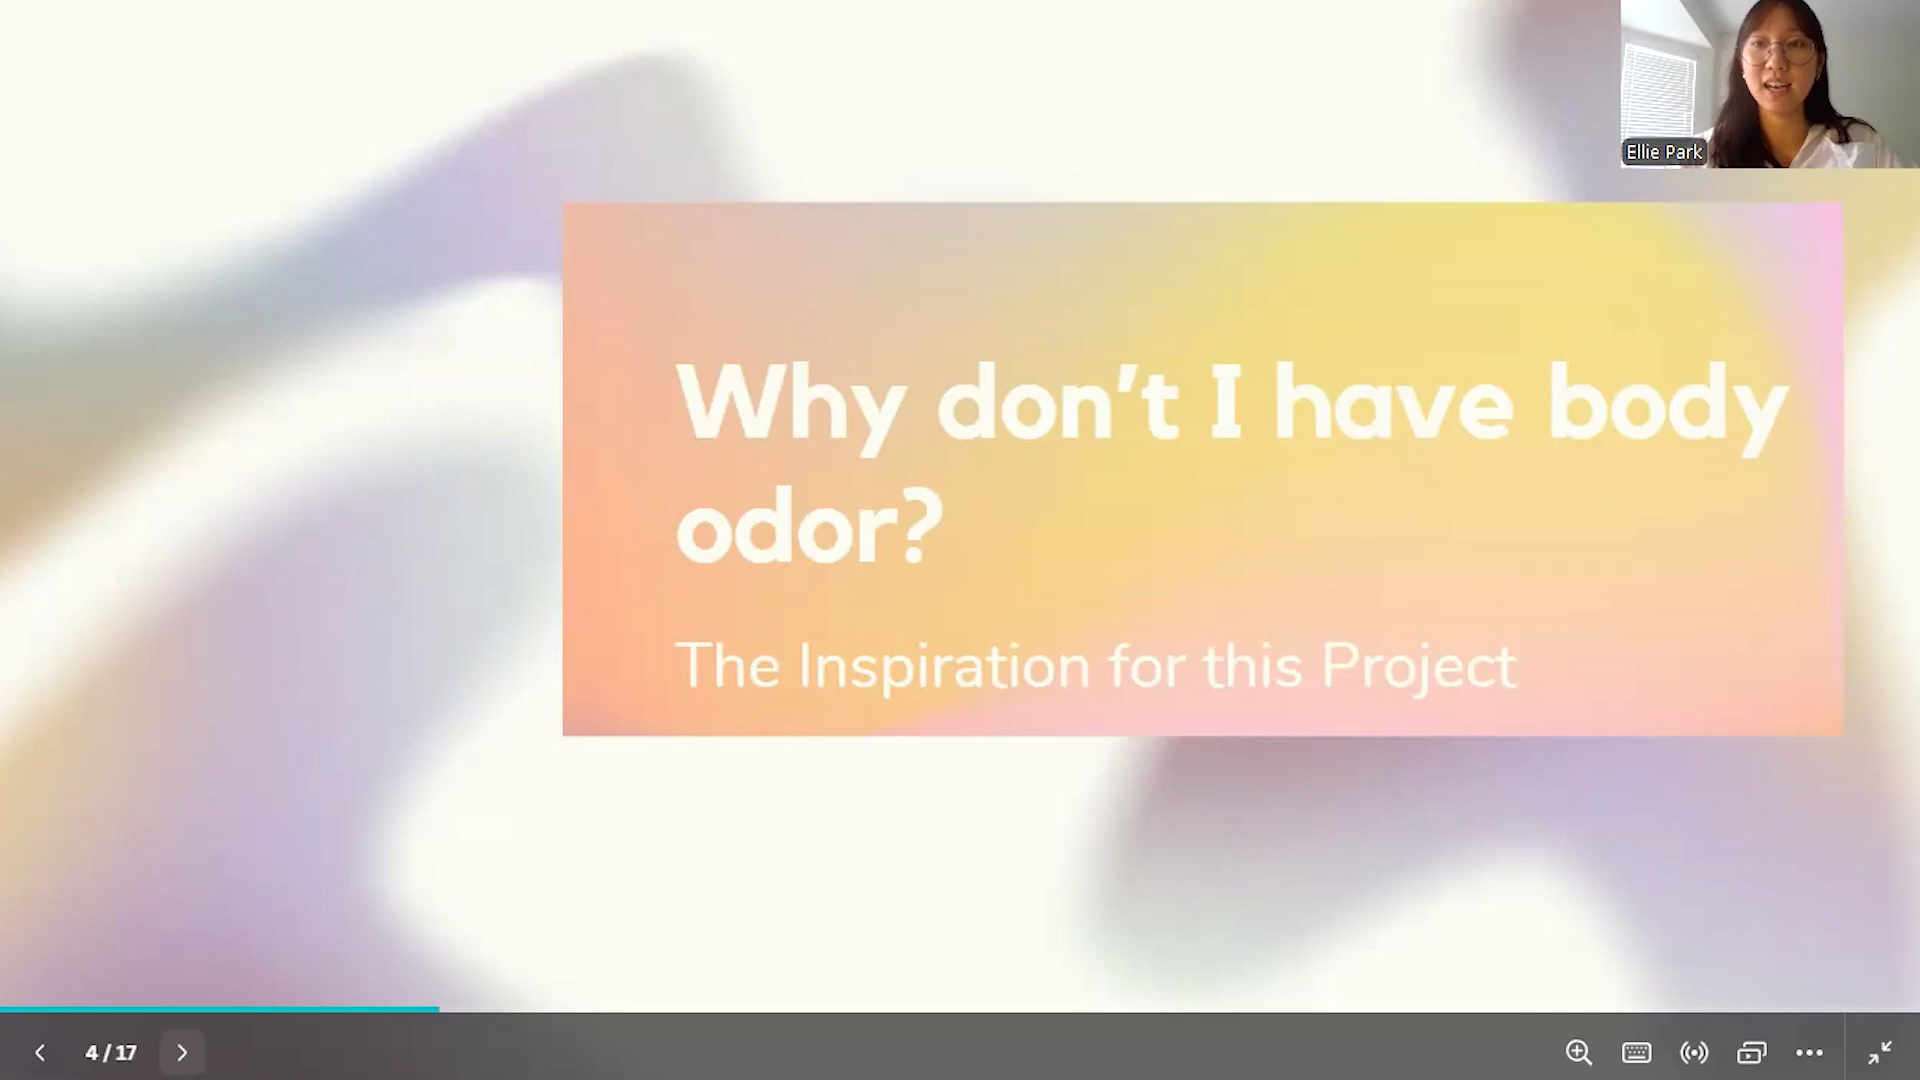 Ellie Park
Why don't I have body
odor?
The Inspiration for this Project
4 / 17